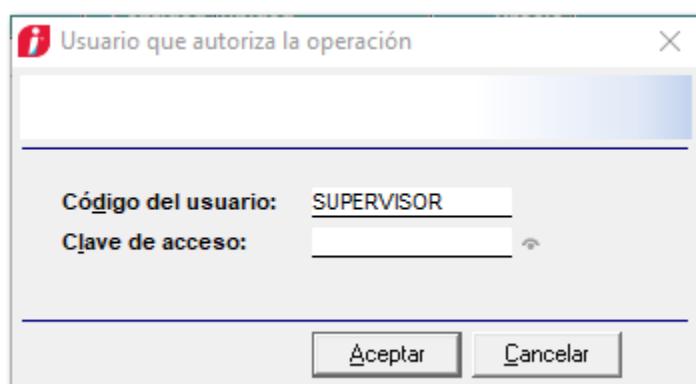 Usuario que autoriza la operación
Código del usuario: SUPERVISOR
Clave de acceso:
Aceptar Cancelar